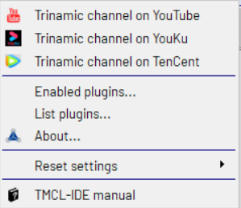 Trinamic channel on YouTube
Trinamic channel on YouKu
Trinamic channel on TenCent
Enabled plugins...
List plugins...
About...
Reset settings
TMCL-IDE manual